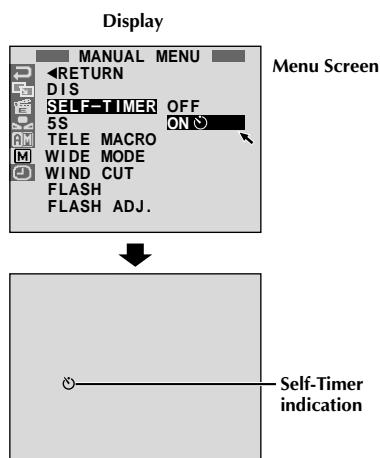 Display
MANUAL MENU
Menu Screen
◄RETURN
DIS
SELF-TIMER OFF
5S ON
TELE MACRO
WIDE MODE
WIND CUT
FLASH
FLASH ADJ.
AM
M
Self-Timer
indication